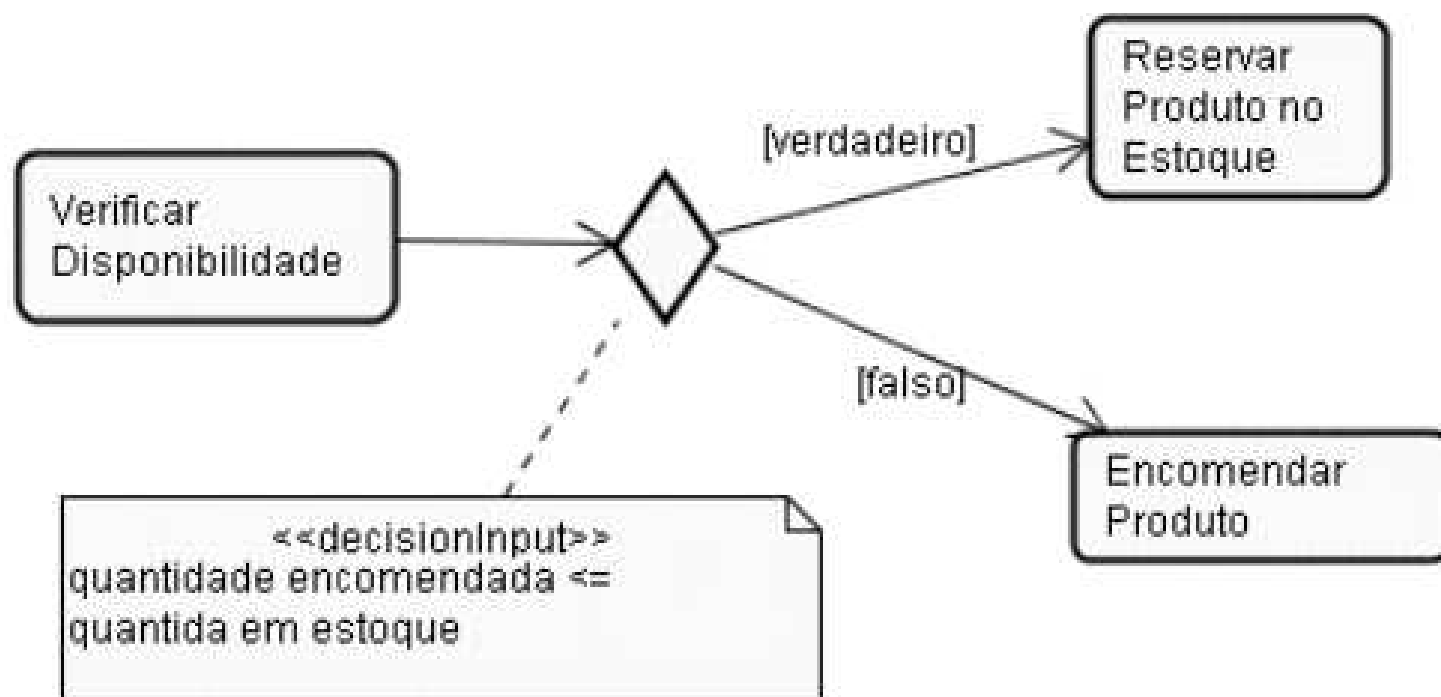 Verificar
Disponibilidade
[verdadeiro]
Reservar
Produto no
Estoque
[falso]
Encomendar
Produto
<<decisionInput>>
quantidade encomendada <=
quantida em estoque